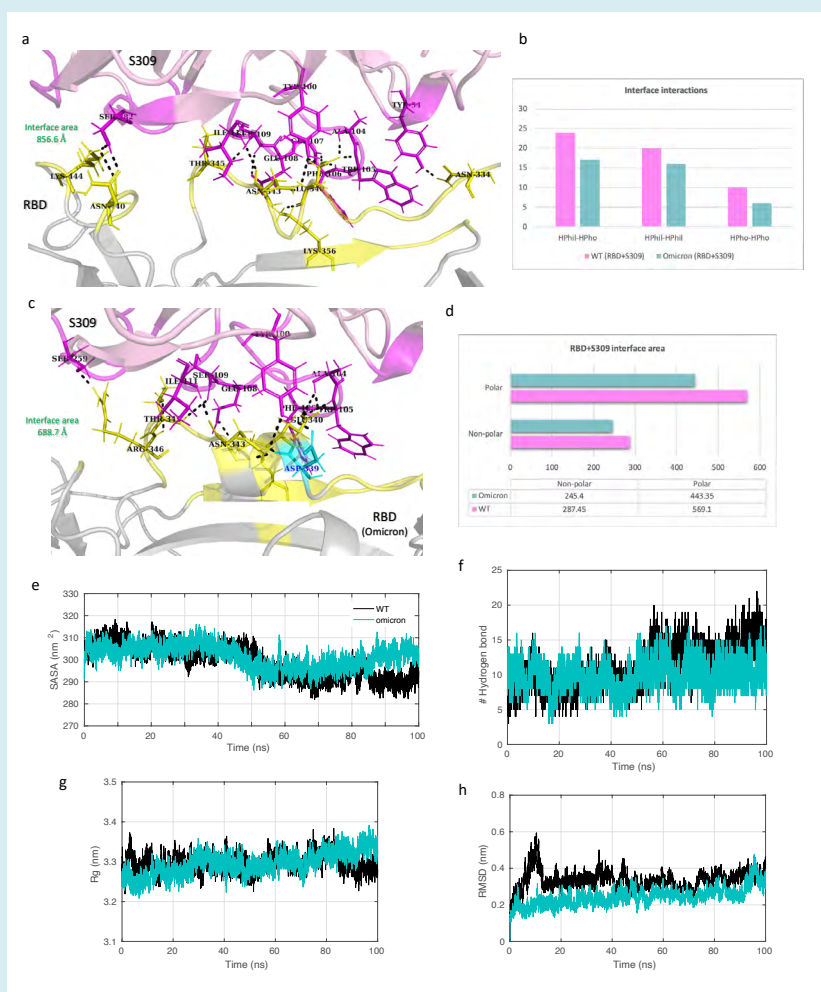 a
S309
TYR-100
TYR-54
Interface area
856.6 Å
ILE-111
ALA-104
THR-345
GLY-108
TRP-105
LYS-444
ASN-343
ASN-334
RBD
LYS-356
b
Interface interactions
30
25
20
15
10
5
0
HPhil-HPho
HPhil-HPhil
HPho-HPho
WT (RBD+S309)
Omicron (RBD+S309)
c
S309
TYR-100
SER-109
ALA-104
ILE-111
GLY-108
Interface area
688.7 Å
GLU340
ASN-343
ARG-346
ASP-339
RBD
(Omicron)
d
RBD+S309 interface area
Polar
Non-polar
0 100 200 300 400 500 600
Non-polar Polar
Omicron 245.4 443.35
WT 287.45 569.1
e
330
320
310
300
290
280
270
SASA (nm 2)
WT
omicron
0 20 40 60 80 100
Time (ns)
f
25
20
15
10
5
0
# Hydrogen bond
0 20 40 60 80 100
Time (ns)
g
3.5
3.4
3.3
3.2
3.1
Rg (nm)
0 20 40 60 80 100
Time (ns)
h
0.8
0.6
0.4
0.2
0
RMSD (nm)
0 20 40 60 80 100
Time (ns)